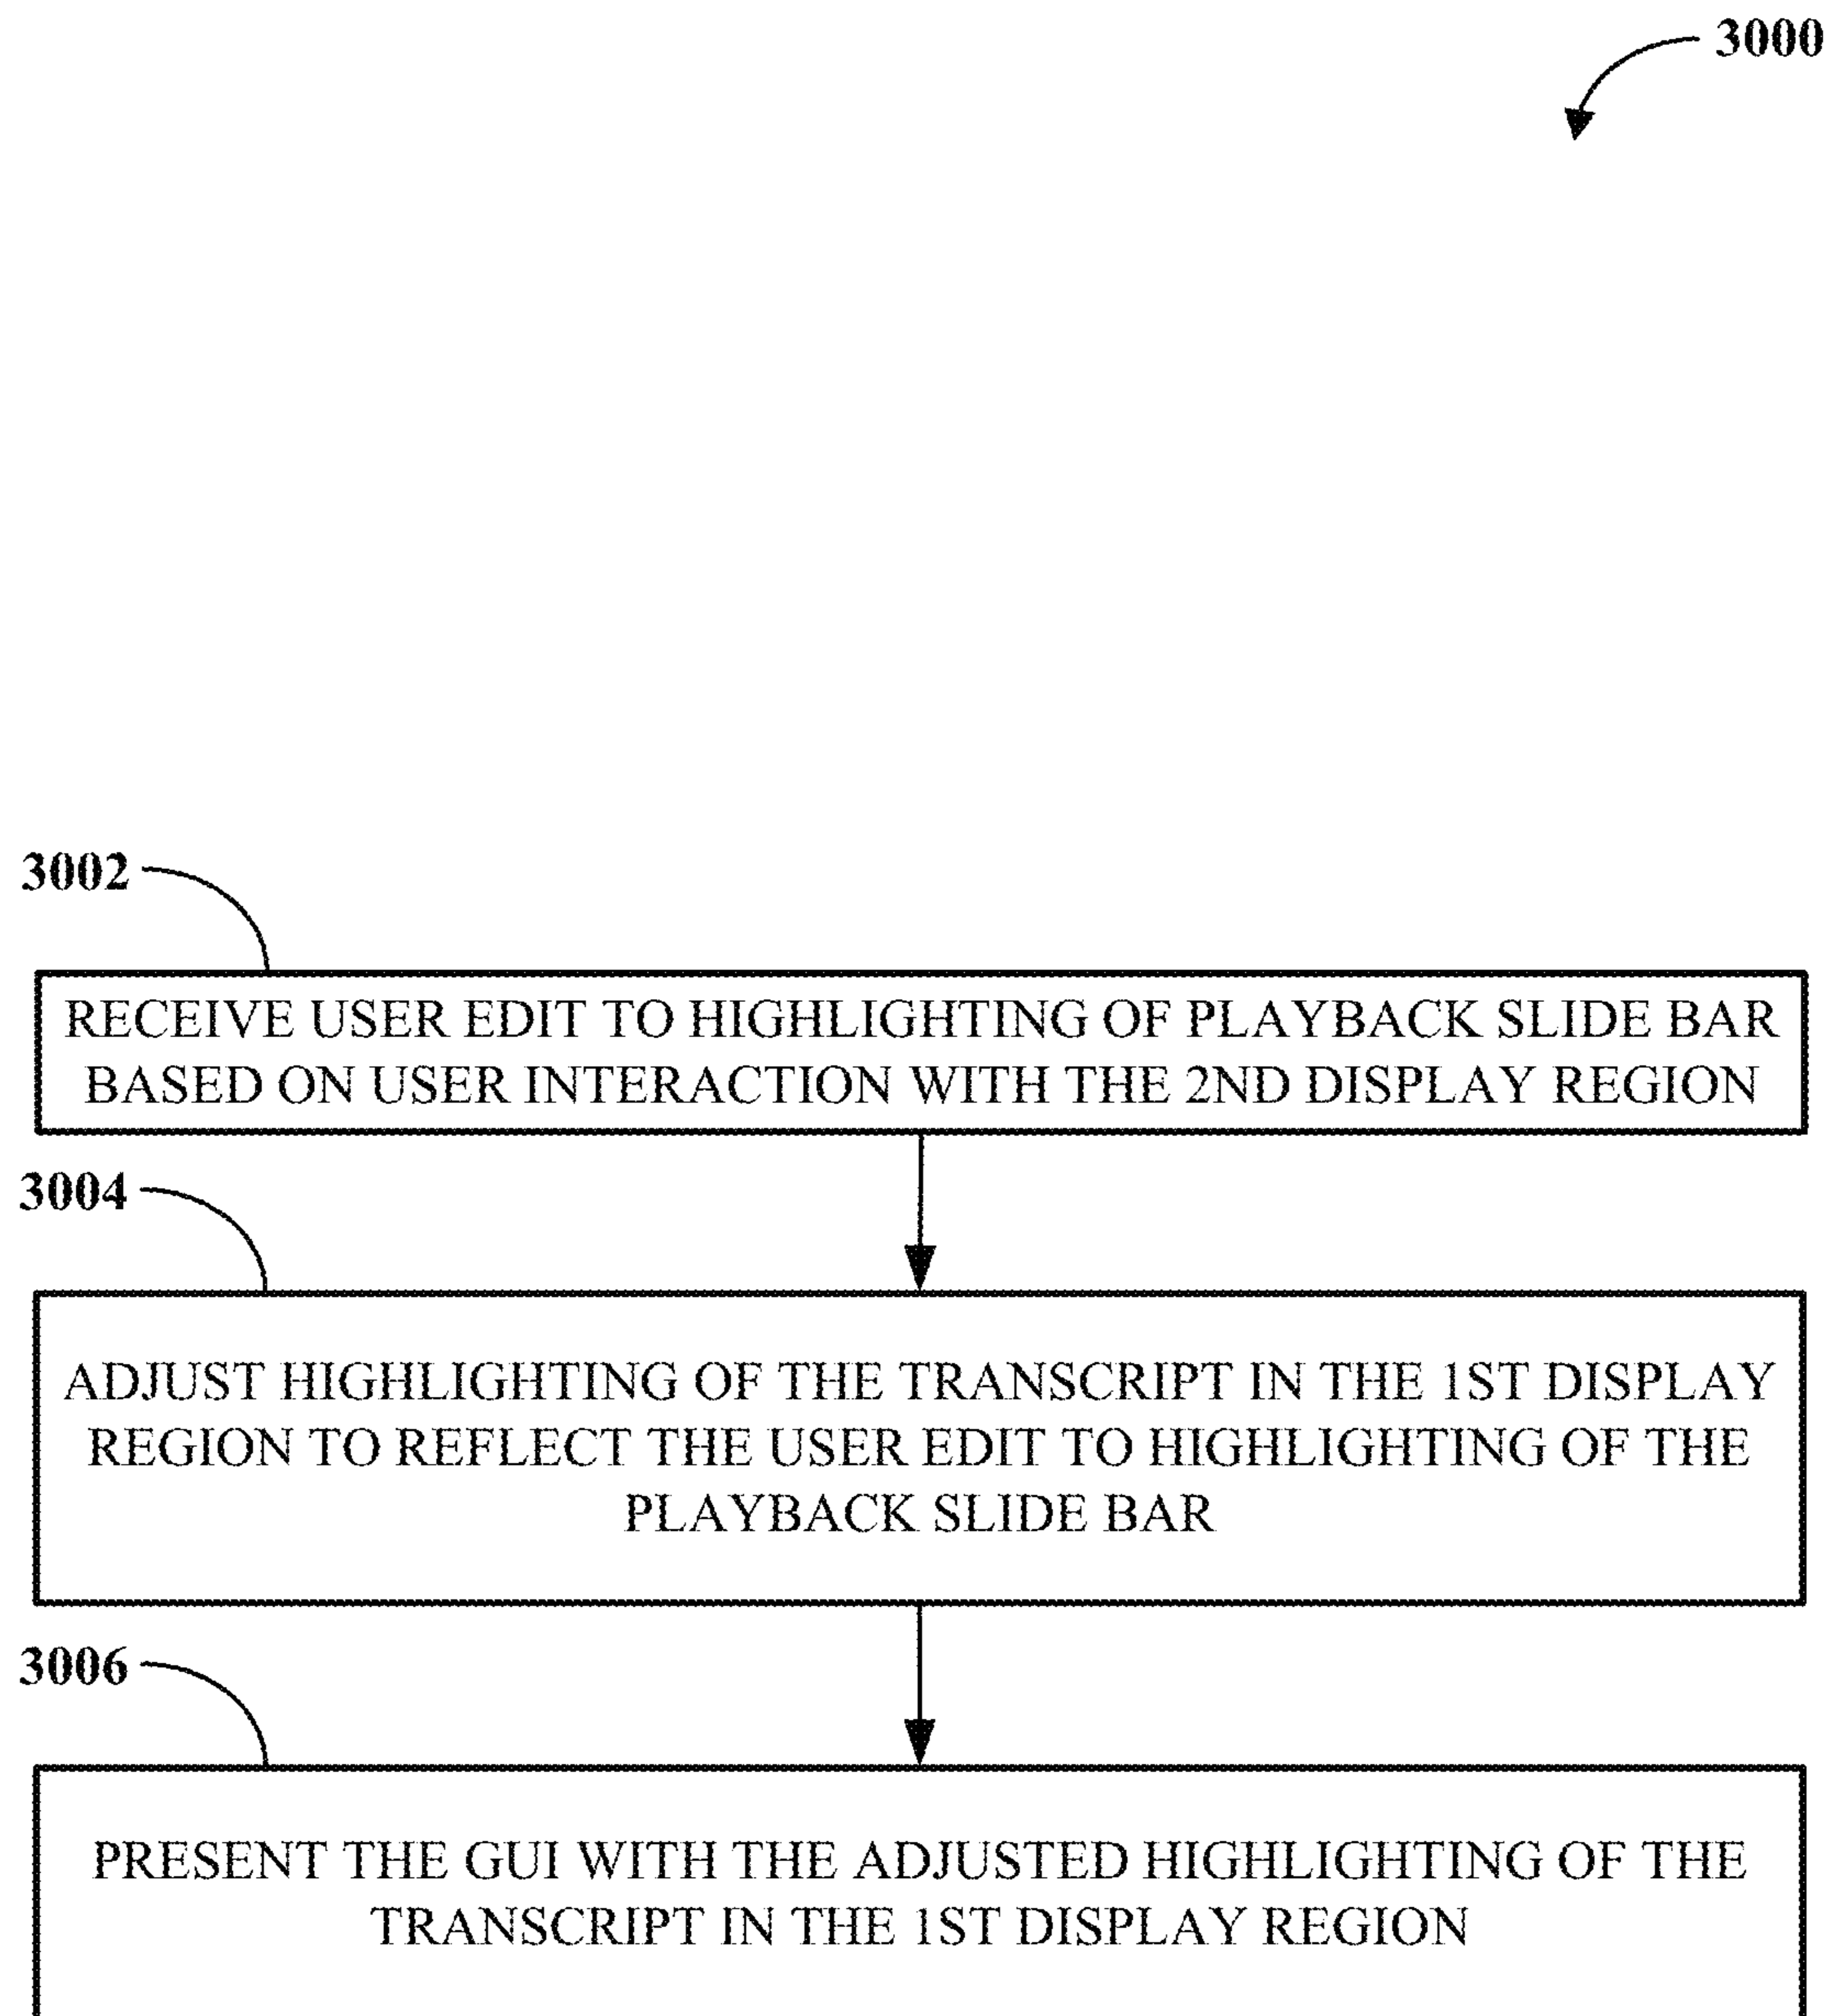 3000
3002
RECEIVE USER EDIT TO HIGHLIGHTING OF PLAYBACK SLIDE BAR
BASED ON USER INTERACTION WITH THE 2ND DISPLAY REGION
3004
ADJUST HIGHLIGHTING OF THE TRANSCRIPT IN THE 1ST DISPLAY
REGION TO REFLECT THE USER EDIT TO HIGHLIGHTING OF THE
PLAYBACK SLIDE BAR
3006
PRESENT THE GUI WITH THE ADJUSTED HIGHLIGHTING OF THE
TRANSCRIPT IN THE 1ST DISPLAY REGION